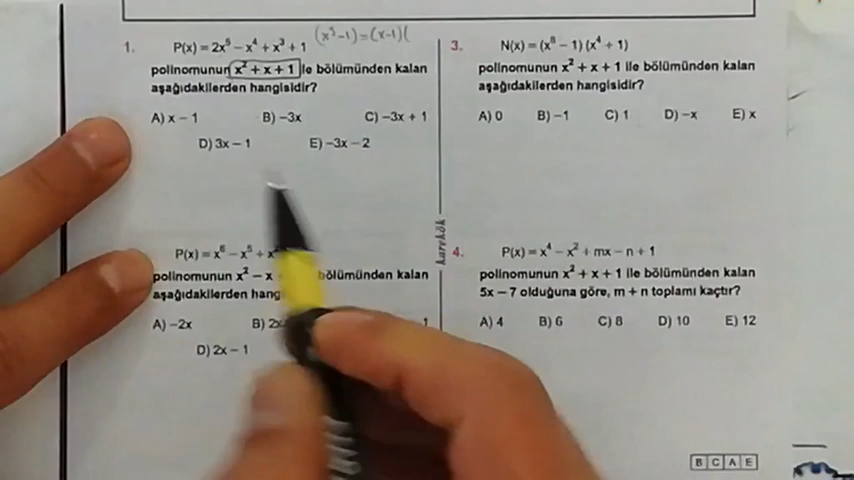 (x³-1)=(x-1)(
1. P(x) = 2x⁵ - x⁴ + x³ + 1
polinomunun x² + x + 1 ile bölümünden kalan
aşağıdakilerden hangisidir?
A) x - 1 B) -3x C) -3x + 1
D) 3x - 1 E) -3x - 2
P(x) = x⁶ - x⁵ + x
polinomunun x² - x bölümünden kalan
aşağıdakilerden
A) -2x B)
D) 2x - 1
karekök
3. N(x) = (x⁸ - 1) (x⁴ + 1)
polinomunun x² + x + 1 ile bölümünden kalan
aşağıdakilerden hangisidir?
A) 0 B) -1 C) 1 D) -x E) x
4. P(x) = x⁴ - x² + mx - n + 1
polinomunun x² + x + 1 ile bölümünden kalan
5x - 7 olduğuna göre, m + n toplamı kaçtır?
A) 4 B) 6 C) 8 D) 10 E) 12
B C A E